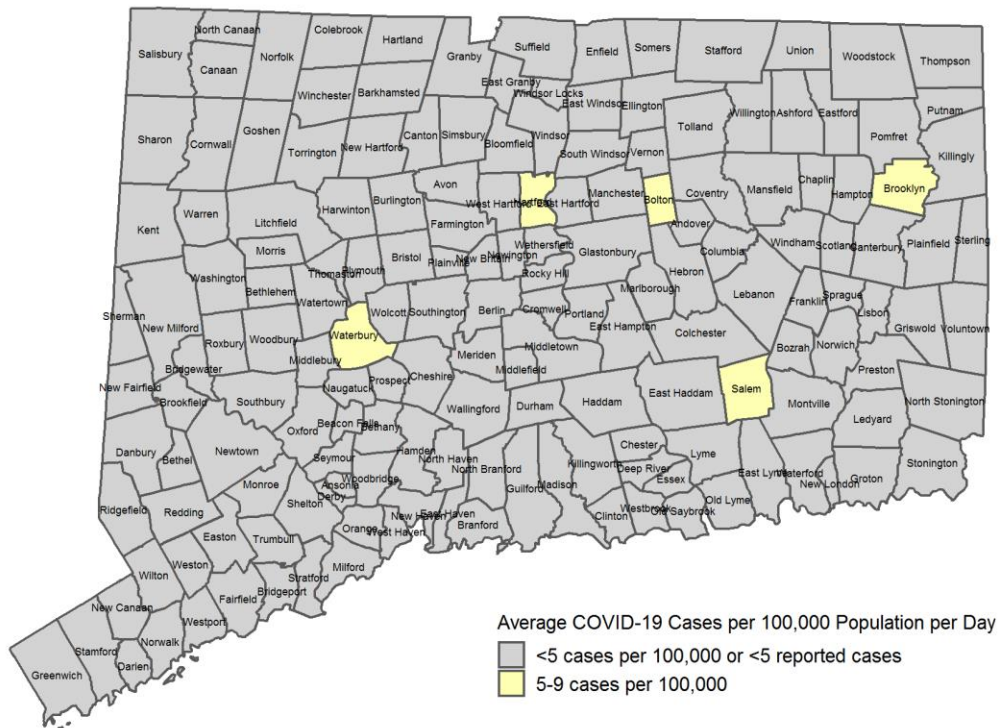 North Canaan
Colebrook
Hartland
Suffield
Enfield
Somers
Stafford
Union
Woodstock
Thompson
Salisbury
Canaan
Norfolk
Granby
East Granby
Windsor Locks
Winchester
Barkhamsted
East Windsor
Ellington
Willington
Ashford
Eastford
Putnam
Pomfret
Sharon
Cornwall
Goshen
Torrington
New Hartford
Canton
Simsbury
Bloomfield
Windsor
South Windsor
Vernon
Tolland
Killingly
Avon
West Hartford
Hartford
East Hartford
Manchester
Bolton
Coventry
Mansfield
Chaplin
Hampton
Brooklyn
Kent
Warren
Litchfield
Harwinton
Burlington
Farmington
Andover
Morris
Plymouth
Bristol
Plainville
New Britain
Newington
Wethersfield
Glastonbury
Columbia
Windham
Scotland
Canterbury
Plainfield
Sterling
Washington
Bethlehem
Thomaston
Watertown
Rocky Hill
Hebron
Marlborough
Lebanon
Franklin
Sprague
Lisbon
Griswold
Voluntown
Sherman
New Milford
Roxbury
Woodbury
Waterbury
Wolcott
Southington
Berlin
Cromwell
Portland
East Hampton
Colchester
Bozrah
Norwich
Preston
Bridgewater
Middlebury
Meriden
Middletown
Middlefield
New Fairfield
Brookfield
Southbury
Naugatuck
Prospect
Cheshire
Wallingford
Durham
Haddam
East Haddam
Salem
Montville
Ledyard
North Stonington
Danbury
Bethel
Newtown
Oxford
Beacon Falls
Bethany
Hamden
North Haven
North Branford
Killingworth
Chester
Deep River
Essex
Lyme
East Lyme
Waterford
New London
Groton
Stonington
Seymour
Woodbridge
Ansonia
Derby
Guilford
Madison
Ridgefield
Redding
Monroe
Shelton
Orange
New Haven
East Haven
West Haven
Branford
Clinton
Westbrook
Old Saybrook
Old Lyme
Easton
Trumbull
Stratford
Milford
Wilton
Weston
Fairfield
Bridgeport
New Canaan
Westport
Norwalk
Greenwich
Stamford
Darien
Average COVID-19 Cases per 100,000 Population per Day
<5 cases per 100,000 or <5 reported cases
5-9 cases per 100,000